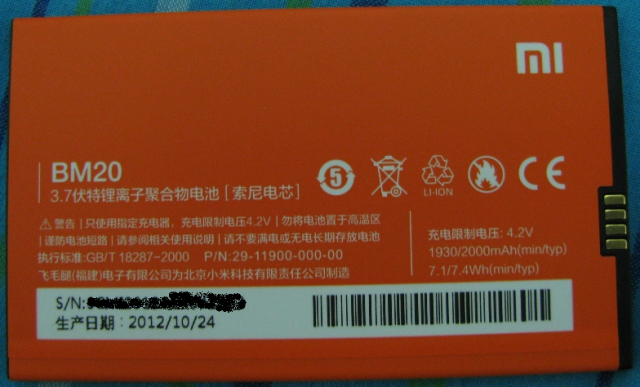 MI
BM20
3.7伏特锂离子聚合物电池[索尼电芯]
5
LI-ION
CE
警告|只使用指定充电器，充电限制电压4.2V|勿将电池置于高温区
|谨防电池短路|请参阅相关使用说明|请不要满电或无电长期存放电池
执行标准:GB/T 18287-2000 P/N:29-11900-000-00
飞毛腿(福建)电子有限公司为北京小米科技有限责任公司制造
充电限制电压: 4.2V
1930/2000mAh(min/typ)
7.1/7.4Wh(min/typ)
S/N:
生产日期：2012/10/24